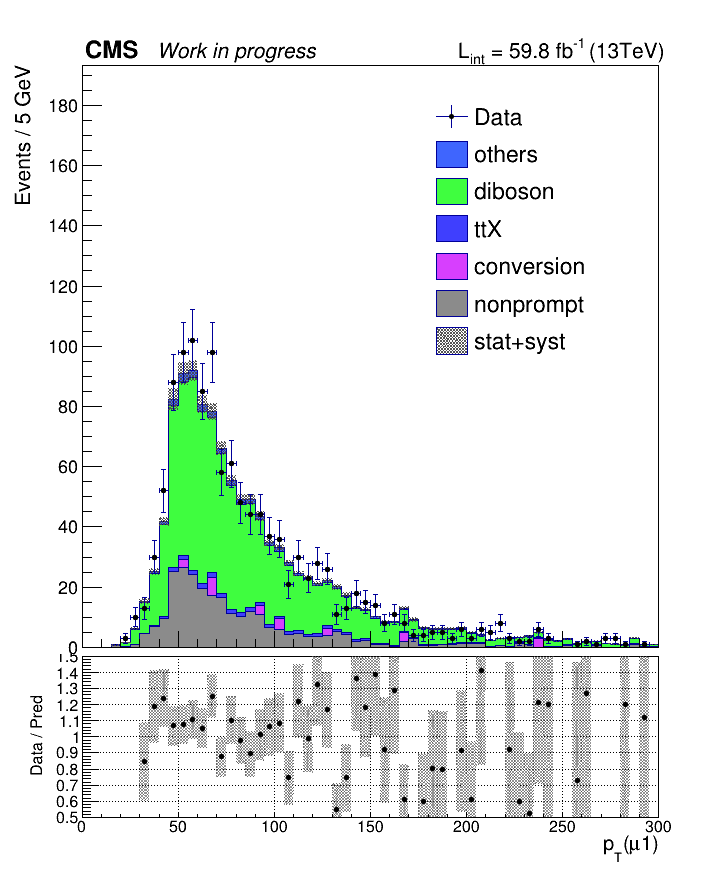 CMS Work in progress L_int = 59.8 fb^-1 (13TeV)
Events / 5 GeV
180
160
140
120
100
80
60
40
20
0
Data
others
diboson
ttX
conversion
nonprompt
stat+syst
Data / Pred
1.5
1.4
1.3
1.2
1.1
1
0.9
0.8
0.7
0.6
0.5
0 50 100 150 200 250 300
p_T(μ1)